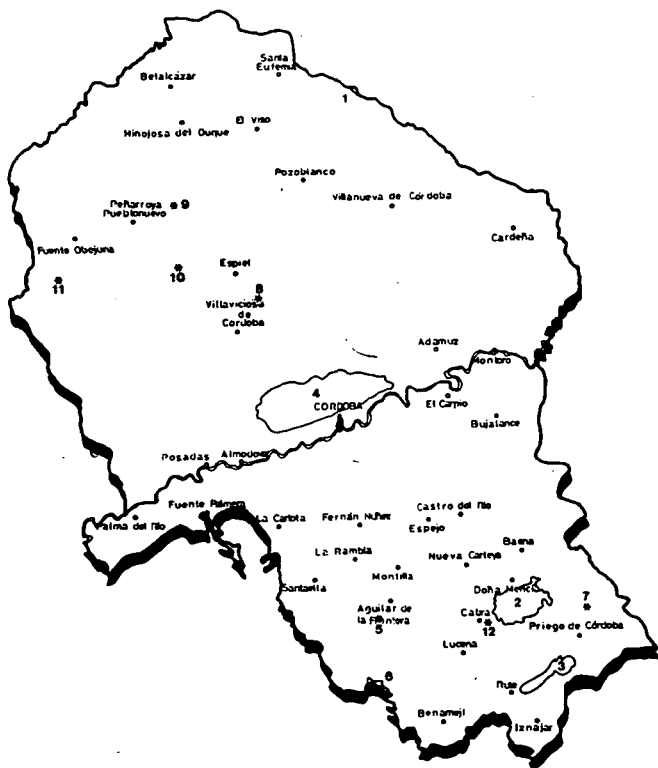 Santa
Eufemia
Belalcázar
1
Hinojosa del Duque
El Viso
Pozoblanco
Villanueva de Córdoba
Peñarroya
Pueblonuevo
9
Cardeña
Fuente Obejuna
11
10
Espiel
8
Villaviciosa
de
Cordoba
Adamuz
Montoro
4
CORDOBA
El Carpio
Bujalance
Posadas
Almodovar
Palma del Río
Fuente Palmera
La Carlota
Fernán Núñez
Castro del Río
Espejo
La Rambla
Montilla
Nueva Carteya
Baena
Santaella
Doña Mencía
2
7
Aguilar de
la Frontera
5
Cabra
12
Priego de Córdoba
Lucena
3
6
Rute
Benamejí
Iznájar